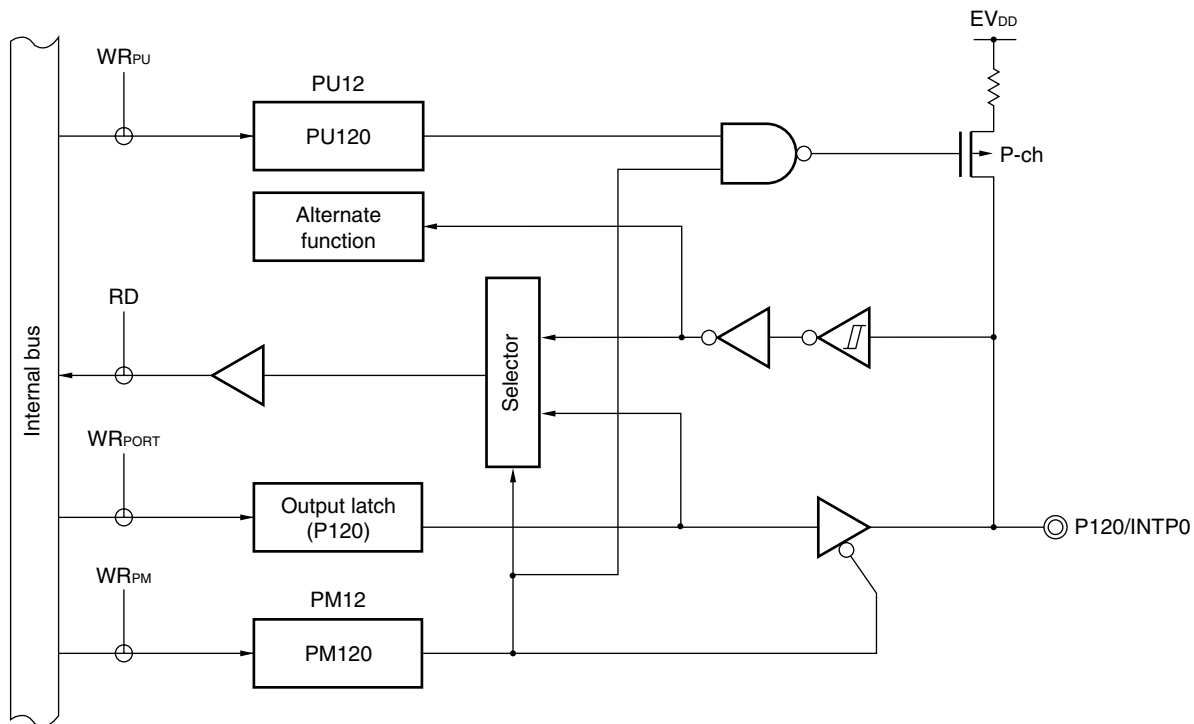 EVDD
WRPU
PU12
PU120
P-ch
Alternate
function
RD
Selector
Internal bus
WRPORT
Output latch
(P120)
P120/INTP0
WRPM
PM12
PM120